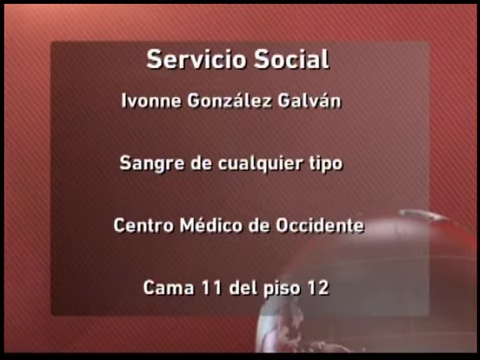 Servicio Social
Ivonne González Galván
Sangre de cualquier tipo
Centro Médico de Occidente
Cama 11 del piso 12